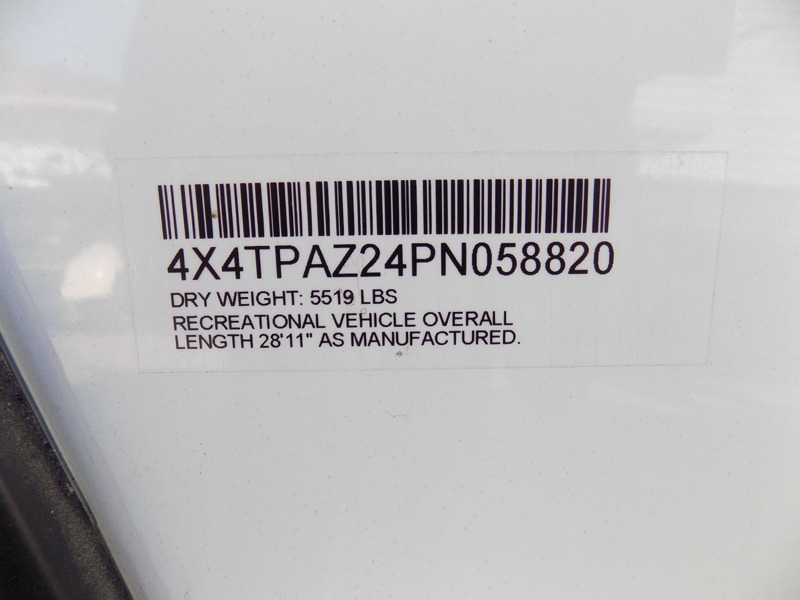 4X4TPAZ24PN058820
DRY WEIGHT: 5519 LBS
RECREATIONAL VEHICLE OVERALL
LENGTH 28'11" AS MANUFACTURED.